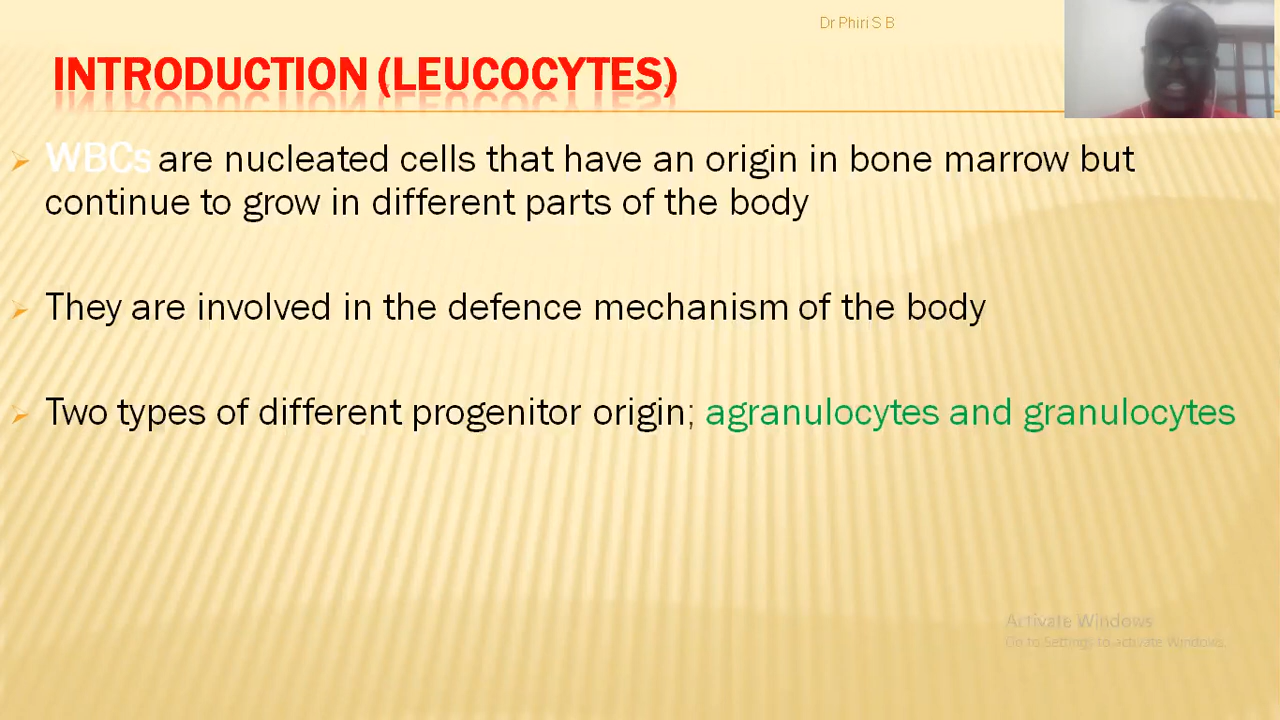 Dr Phiri S B
INTRODUCTION (LEUCOCYTES)
WBCs are nucleated cells that have an origin in bone marrow but
continue to grow in different parts of the body
They are involved in the defence mechanism of the body
Two types of different progenitor origin; agranulocytes and granulocytes
Activate Windows
Go to Settings to activate Windows.